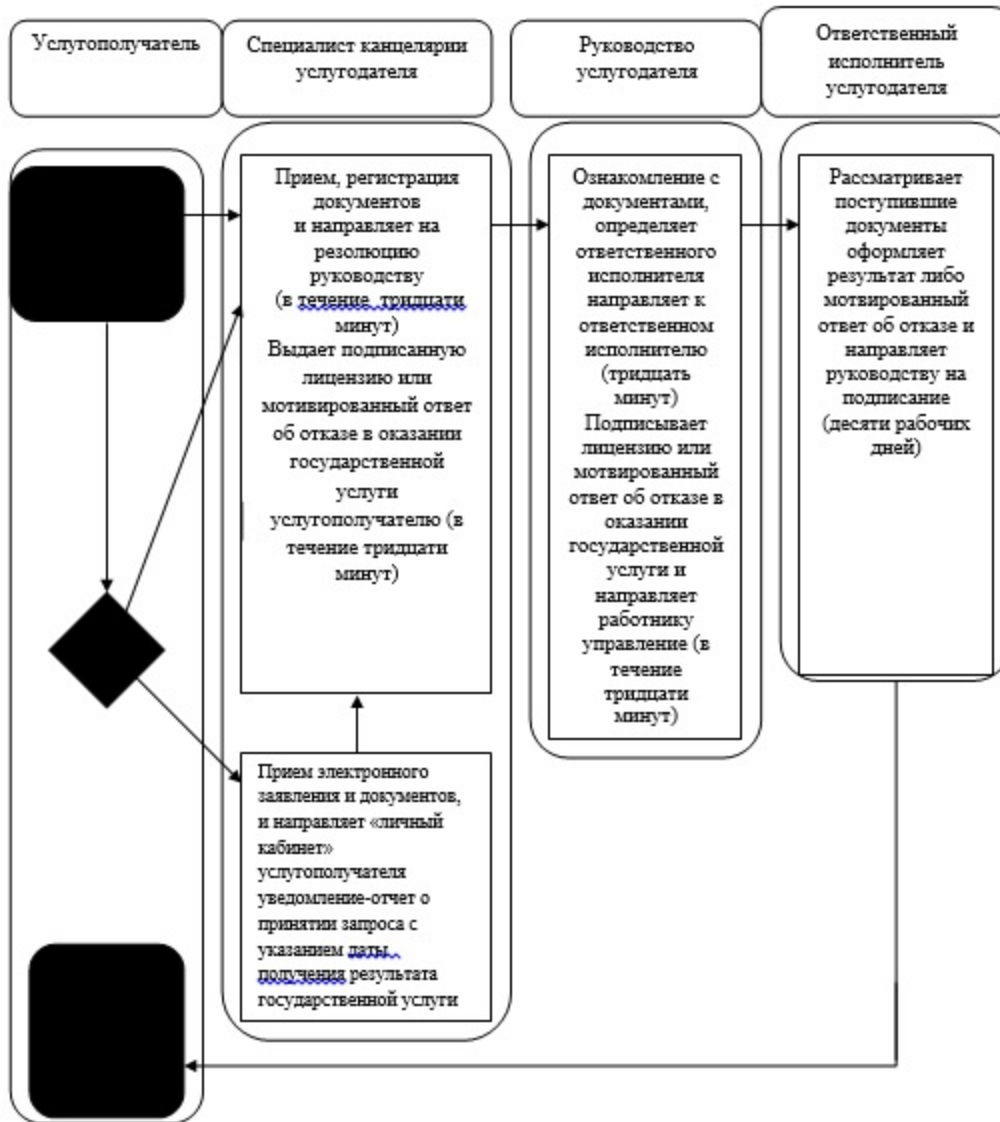 Услугополучатель
Специалист канцелярии
услугодателя
Руководство
услугодателя
Ответственный
исполнитель
услугодателя
Прием, регистрация
документов
и направляет на
резолюцию
руководству
(в течение тридцати
минут)
Выдает подписанную
лицензию или
мотивированный ответ
об отказе в оказании
государственной
услуги
услугополучателю (в
течение тридцати
минут)
Ознакомление с
документами,
определяет
ответственного
исполнителя
направляет к
ответственном
исполнителю
(тридцать
минут)
Подписывает
лицензию или
мотвированный
ответ об отказе в
оказании
государственной
услуги и
направляет
работнику
управление (в
течение
тридцати
минут)
Рассматривает
поступившие
документы
оформляет
результат либо
мотвированный
ответ об отказе и
направляет
руководству на
подписание
(десяти рабочих
дней)
Прием электронного
заявления и документов,
и направляет «личный
кабинет»
услугополучателя
уведомление-отчет о
принятии запроса с
указанием даты
получения результата
государственной услуги